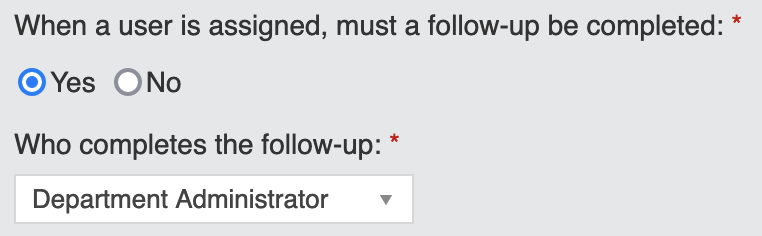 When a user is assigned, must a follow-up be completed: *
Yes No
Who completes the follow-up: *
Department Administrator